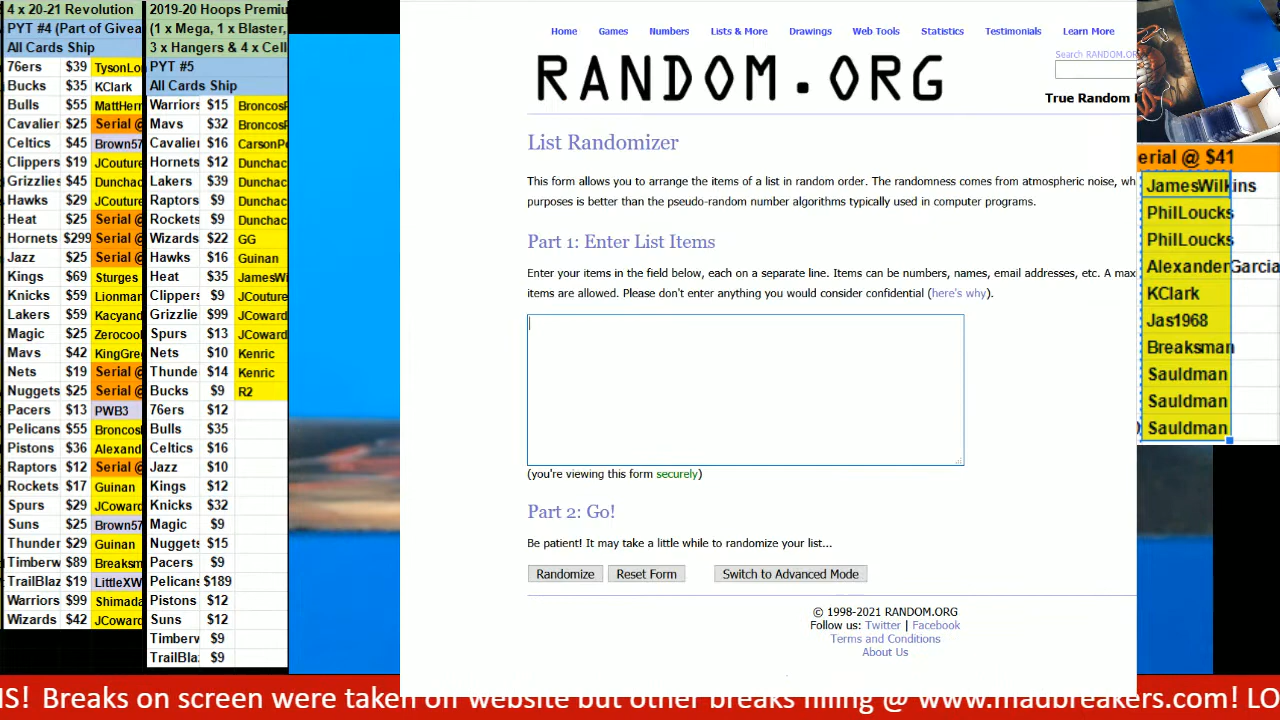 4 x 20-21 Revolution
PYT #4 (Part of Givea
All Cards Ship
76ers $39 TysonLo
Bucks $35 KClark
Bulls $55 MattHerr
Cavalier $25 Serial @
Celtics $45 Brown57
Clippers $19 JCouture
Grizzlies $45 Dunchac
Hawks $29 JCouture
Heat $25 Serial @
Hornets $299 Serial @
Jazz $25 Serial @
Kings $69 Sturges
Knicks $59 Lionman
Lakers $59 Kacyand
Magic $25 Zerocool
Mavs $42 KingGre
Nets $19 Serial @
Nuggets $25 Serial @
Pacers $13 PWB3
Pelicans $55 Broncos
Pistons $36 Alexand
Raptors $12 Serial @
Rockets $17 Guinan
Spurs $29 JCoward
Suns $25 Brown57
Thunder $29 Guinan
Timberw $89 Breaksm
TrailBlaz $19 LittleXW
Warriors $99 Shimada
Wizards $42 JCoward
2019-20 Hoops Premiu
(1 x Mega, 1 x Blaster,
3 x Hangers & 4 x Cell
PYT #5
All Cards Ship
Warriors $15 BroncosF
Mavs $32 BroncosF
Cavalier $16 CarsonPe
Hornets $12 Dunchac
Lakers $39 Dunchac
Raptors $9 Dunchac
Rockets $9 Dunchac
Wizards $22 GG
Hawks $16 Guinan
Heat $35 JamesWi
Clippers $9 JCouture
Grizzlie $99 JCoward
Spurs $13 JCoward
Nets $10 Kenric
Thunde $14 Kenric
Bucks $9 R2
76ers $12
Bulls $35
Celtics $16
Jazz $10
Kings $12
Knicks $32
Magic $9
Nuggets $15
Pacers $9
Pelicans $189
Pistons $12
Suns $12
Timberv $9
TrailBla $9
Home Games Numbers Lists & More Drawings Web Tools Statistics Testimonials Learn More
Search RANDOM.OR
RANDOM.ORG
True Random
List Randomizer
This form allows you to arrange the items of a list in random order. The randomness comes from atmospheric noise, wh
purposes is better than the pseudo-random number algorithms typically used in computer programs.
Part 1: Enter List Items
Enter your items in the field below, each on a separate line. Items can be numbers, names, email addresses, etc. A max
items are allowed. Please don't enter anything you would consider confidential (here's why).
(you're viewing this form securely)
Part 2: Go!
Be patient! It may take a little while to randomize your list...
Randomize Reset Form Switch to Advanced Mode
© 1998-2021 RANDOM.ORG
Follow us: Twitter | Facebook
Terms and Conditions
About Us
erial @ $41
JamesWilkins
PhilLoucks
PhilLoucks
AlexanderGarcia
KClark
Jas1968
Breaksman
Sauldman
Sauldman
Sauldman
IS! Breaks on screen were taken on website but other breaks filling @ www.madbreakers.com! LO